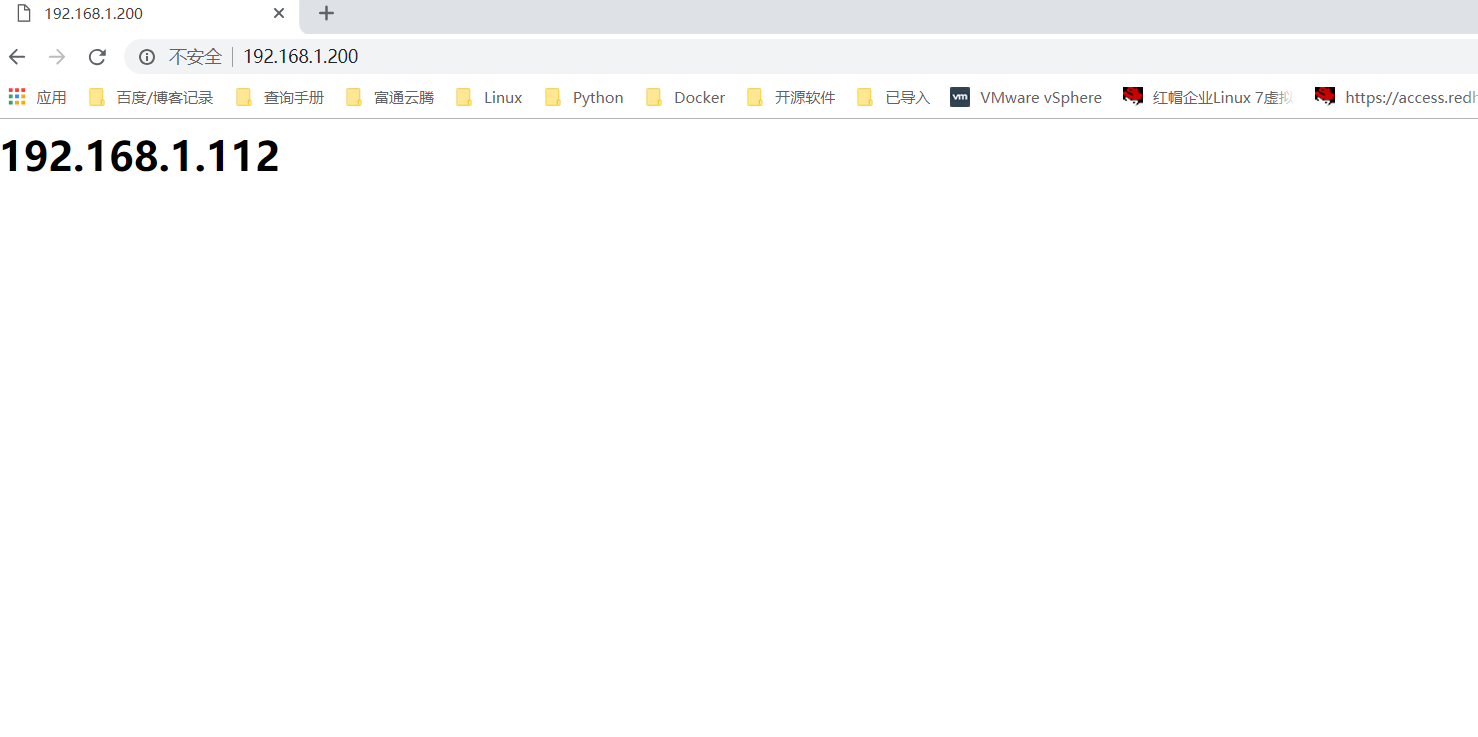 192.168.1.200
不安全 192.168.1.200
应用 百度/博客记录 查询手册 富通云腾 Linux Python Docker 开源软件 已导入 vm VMware vSphere 红帽企业Linux 7虚拟 https://access.redh
192.168.1.112